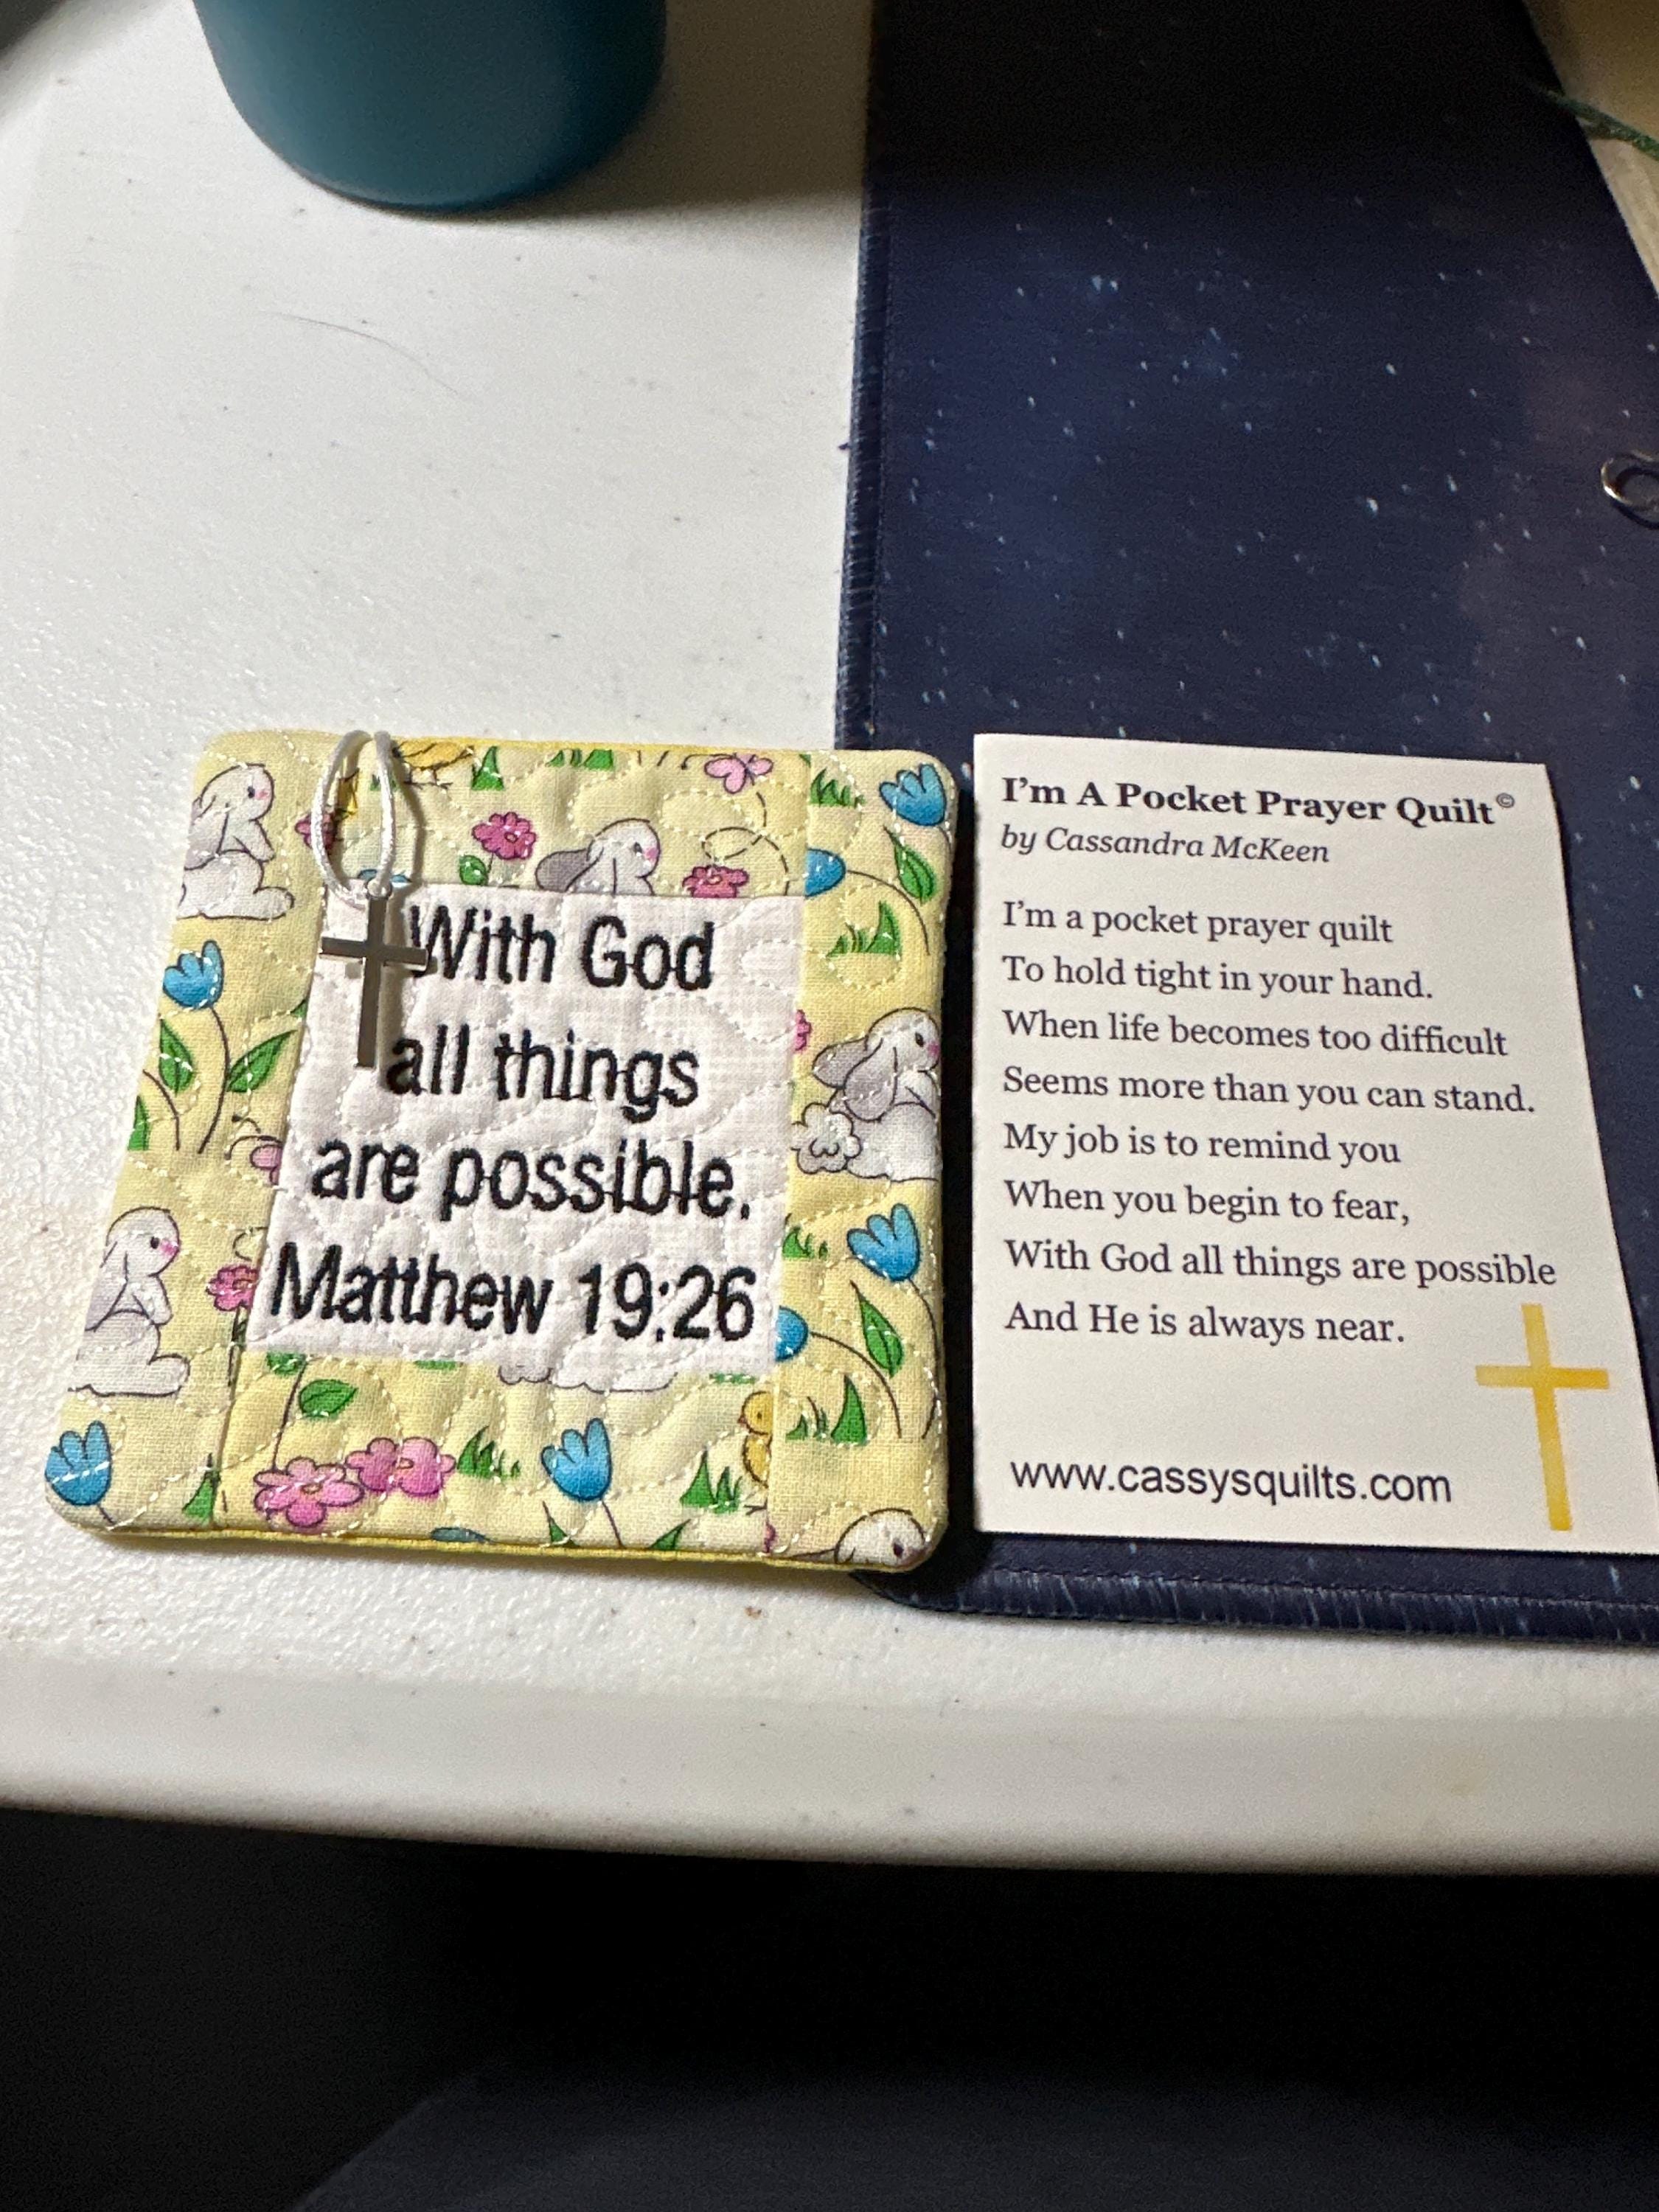 With God
all things
are possible.
Matthew 19:26
I'm A Pocket Prayer Quilt©
by Cassandra McKeen
I'm a pocket prayer quilt
To hold tight in your hand.
When life becomes too difficult
Seems more than you can stand.
My job is to remind you
When you begin to fear,
With God all things are possible
And He is always near.
www.cassysquilts.com